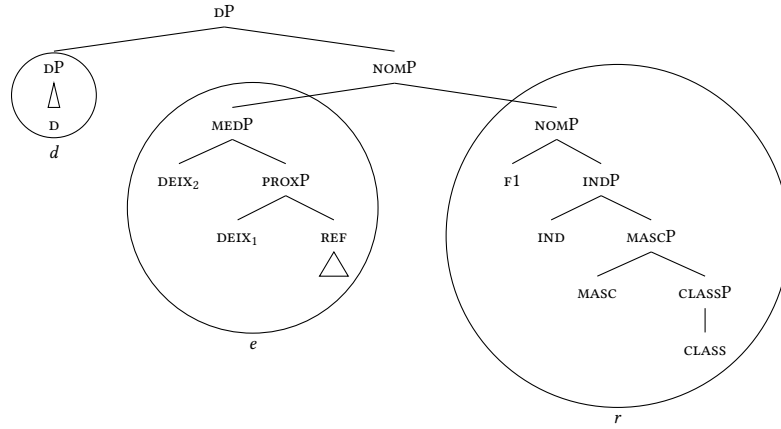 DP
DP NOMP
D MEDP NOMP
d DEIX₂ PROXP F1 INDP
DEIX₁ REF IND MASCP
MASC CLASSP
e CLASS
r